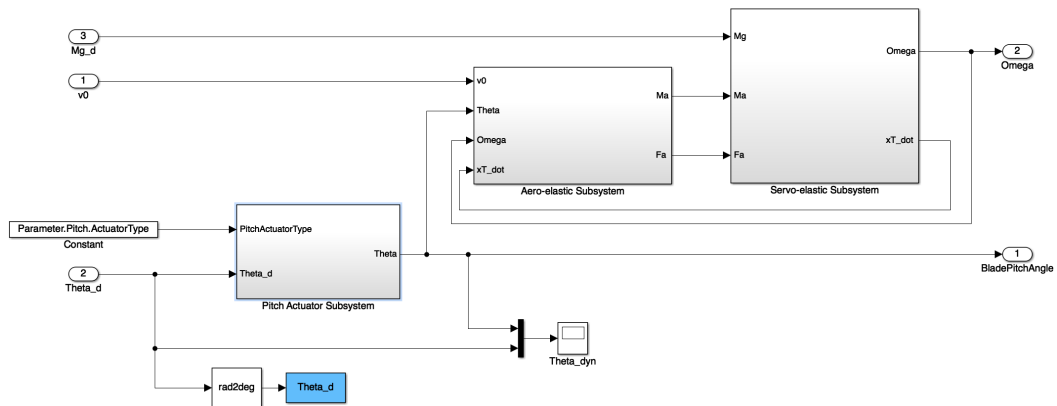 3
Mg_d
1
v0
v0
Theta
Omega
xT_dot
Ma
Fa
Aero-elastic Subsystem
Mg
Ma
Fa
Omega
xT_dot
Servo-elastic Subsystem
2
Omega
Parameter.Pitch.ActuatorType
Constant
2
Theta_d
PitchActuatorType
Theta_d
Theta
Pitch Actuator Subsystem
1
BladePitchAngle
Theta_dyn
rad2deg
Theta_d